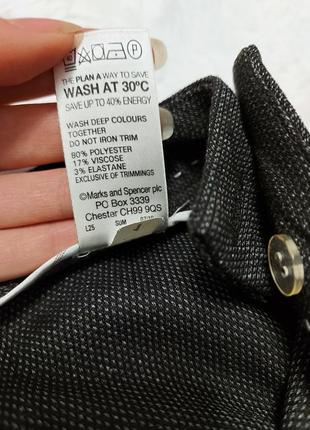 P
THE PLAN A WAY TO SAVE
WASH AT 30°C
SAVE UP TO 40% ENERGY
WASH DEEP COLOURS
TOGETHER
DO NOT IRON TRIM
80% POLYESTER
17% VISCOSE
3% ELASTANE
EXCLUSIVE OF TRIMMINGS
©Marks and Spencer plc
PO Box 3339
Chester CH99 9QS
L25 SUM